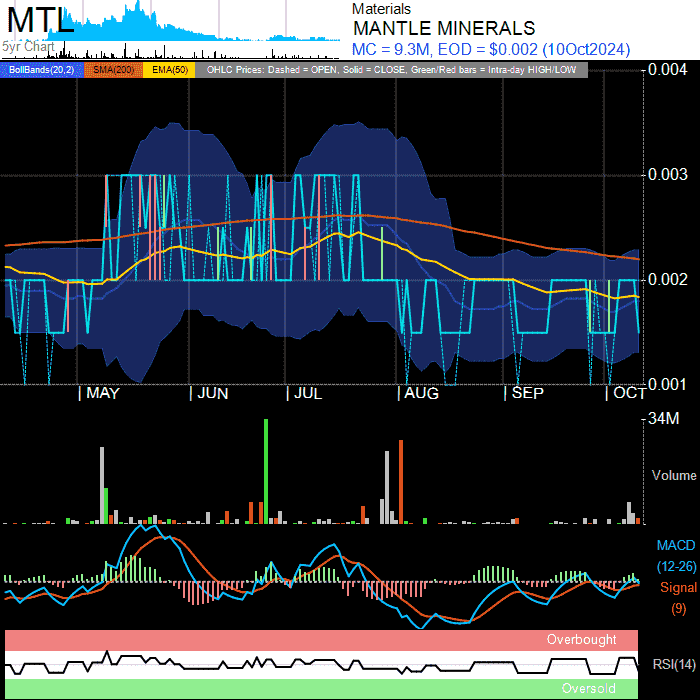 MTL
5yr Chart
Materials
MANTLE MINERALS
MC = 9.3M, EOD = $0.002 (10Oct2024)
BollBands(20,2) SMA(200) EMA(50) OHLC Prices: Dashed = OPEN, Solid = CLOSE, Green/Red bars = Intra-day HIGH/LOW
0.004
0.003
0.002
0.001
| MAY | JUN | JUL | AUG | SEP | OCT
34M
Volume
MACD
(12-26)
Signal
(9)
Overbought
RSI(14)
Oversold